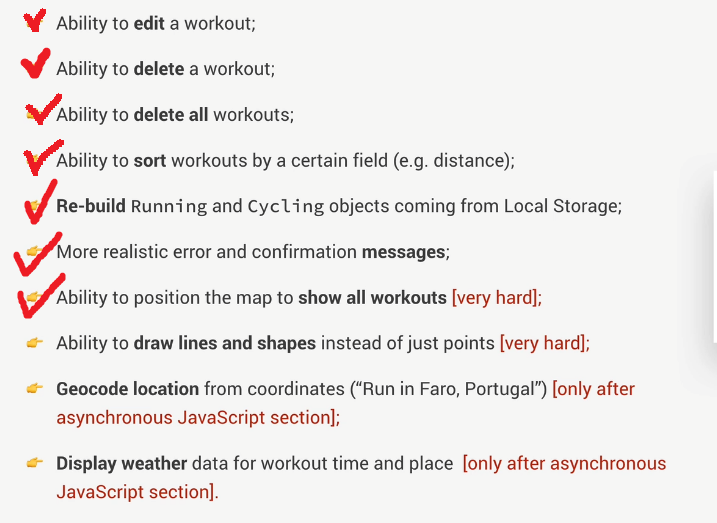 Ability to edit a workout;
Ability to delete a workout;
Ability to delete all workouts;
Ability to sort workouts by a certain field (e.g. distance);
Re-build Running and Cycling objects coming from Local Storage;
More realistic error and confirmation messages;
Ability to position the map to show all workouts [very hard];
Ability to draw lines and shapes instead of just points [very hard];
Geocode location from coordinates (“Run in Faro, Portugal”) [only after
asynchronous JavaScript section];
Display weather data for workout time and place [only after asynchronous
JavaScript section].